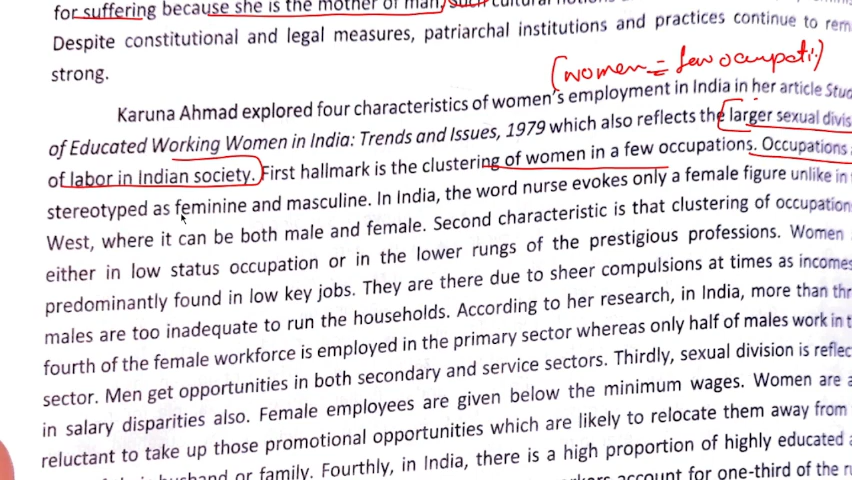 for suffering because she is the mother of man, such cultural notions
Despite constitutional and legal measures, patriarchal institutions and practices continue to rem
strong.
(women = few occupati
Karuna Ahmad explored four characteristics of women's employment in India in her article Stud
of Educated Working Women in India: Trends and Issues, 1979 which also reflects the larger sexual divis
of labor in Indian society. First hallmark is the clustering of women in a few occupations. Occupations
stereotyped as feminine and masculine. In India, the word nurse evokes only a female figure unlike in
West, where it can be both male and female. Second characteristic is that clustering of occupation
either in low status occupation or in the lower rungs of the prestigious professions. Women
predominantly found in low key jobs. They are there due to sheer compulsions at times as incomes
males are too inadequate to run the households. According to her research, in India, more than thr
fourth of the female workforce is employed in the primary sector whereas only half of males work in t
sector. Men get opportunities in both secondary and service sectors. Thirdly, sexual division is reflec
in salary disparities also. Female employees are given below the minimum wages. Women are a
reluctant to take up those promotional opportunities which are likely to relocate them away from
husband or family. Fourthly, in India, there is a high proportion of highly educated a
account for one-third of the